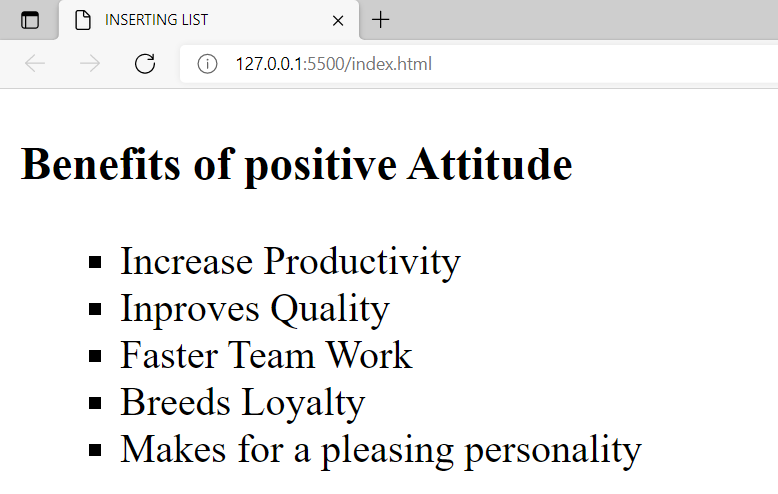 INSERTING LIST
127.0.0.1:5500/index.html
Benefits of positive Attitude
Increase Productivity
Inproves Quality
Faster Team Work
Breeds Loyalty
Makes for a pleasing personality